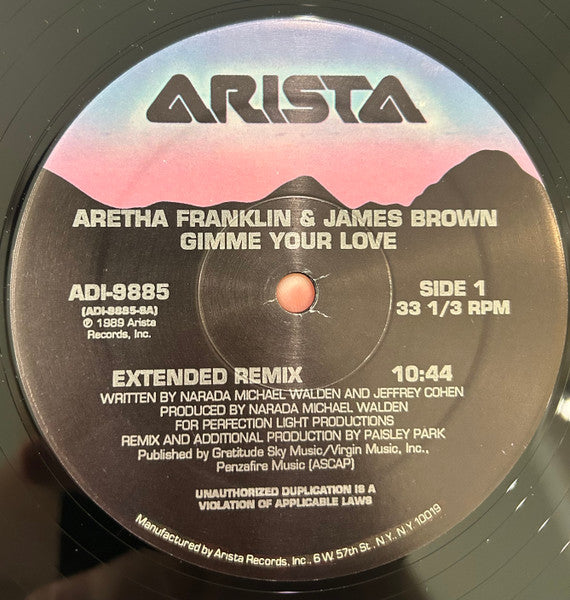 ARISTA
ARETHA FRANKLIN & JAMES BROWN
GIMME YOUR LOVE
ADI-9885
(ADI-9885-SA)
℗ 1989 Arista
Records, Inc.
SIDE 1
33 1/3 RPM
EXTENDED REMIX 10:44
WRITTEN BY NARADA MICHAEL WALDEN AND JEFFREY COHEN
PRODUCED BY NARADA MICHAEL WALDEN
FOR PERFECTION LIGHT PRODUCTIONS
REMIX AND ADDITIONAL PRODUCTION BY PAISLEY PARK
Published by Gratitude Sky Music/Virgin Music, Inc.,
Penzafire Music (ASCAP)
UNAUTHORIZED DUPLICATION IS A
VIOLATION OF APPLICABLE LAWS
Manufactured by Arista Records, Inc., 6 W. 57th St., N.Y., N.Y. 10019